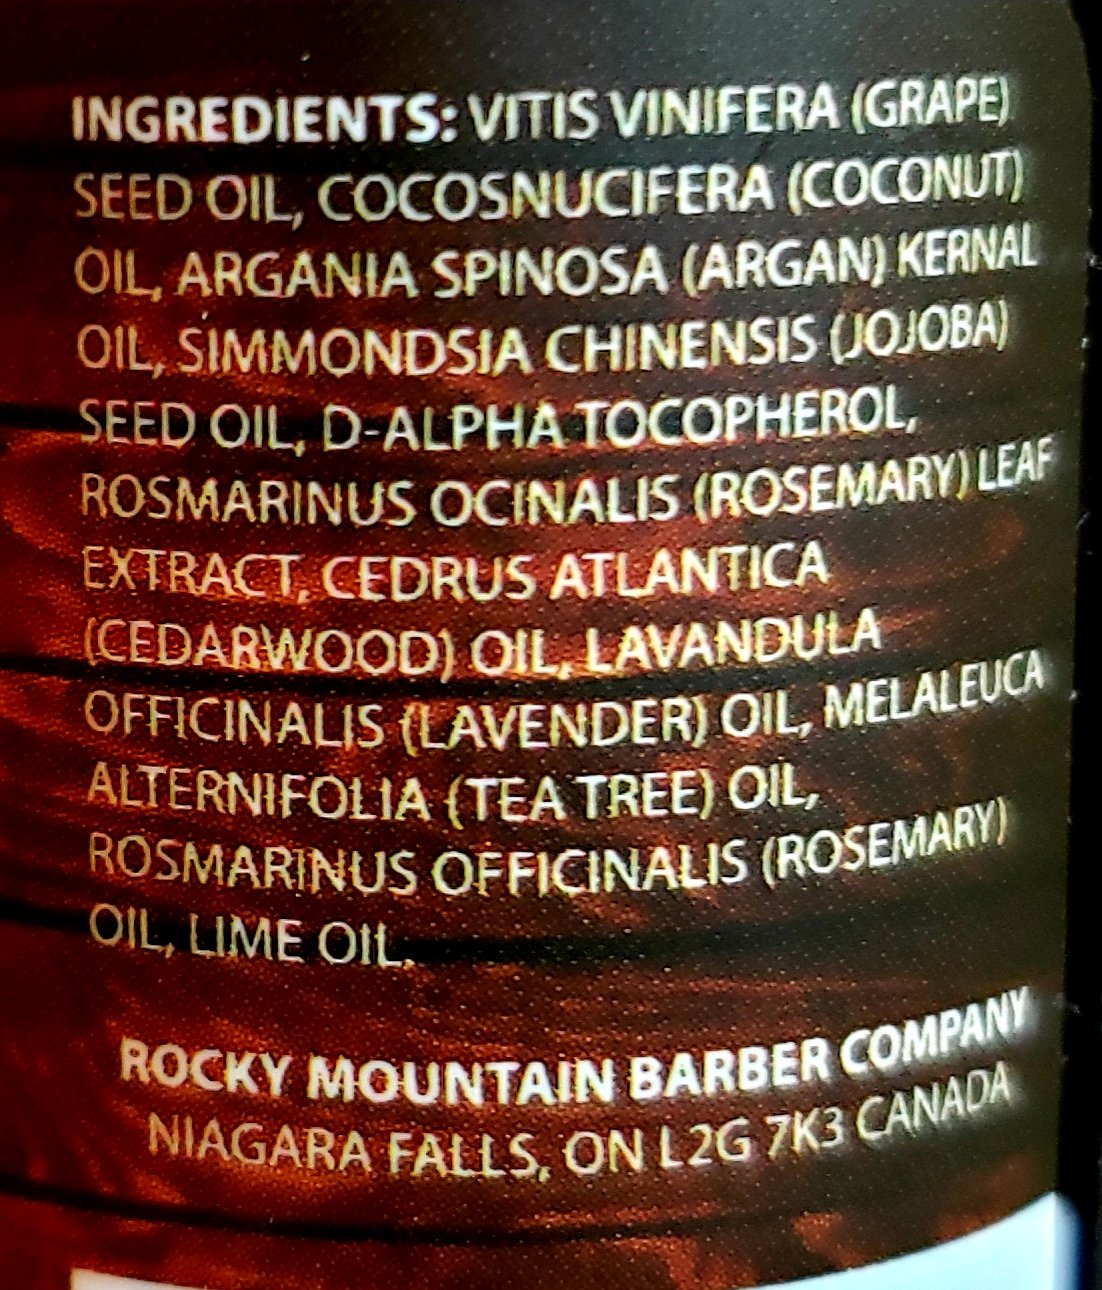 INGREDIENTS: VITIS VINIFERA (GRAPE)
SEED OIL, COCOSNUCIFERA (COCONUT)
OIL, ARGANIA SPINOSA (ARGAN) KERNAL
OIL, SIMMONDSIA CHINENSIS (JOJOBA)
SEED OIL, D-ALPHA TOCOPHEROL,
ROSMARINUS OCINALIS (ROSEMARY) LEAF
EXTRACT, CEDRUS ATLANTICA
(CEDARWOOD) OIL, LAVANDULA
OFFICINALIS (LAVENDER) OIL, MELALEUCA
ALTERNIFOLIA (TEA TREE) OIL,
ROSMARINUS OFFICINALIS (ROSEMARY)
OIL, LIME OIL.
ROCKY MOUNTAIN BARBER COMPANY
NIAGARA FALLS, ON L2G 7K3 CANADA